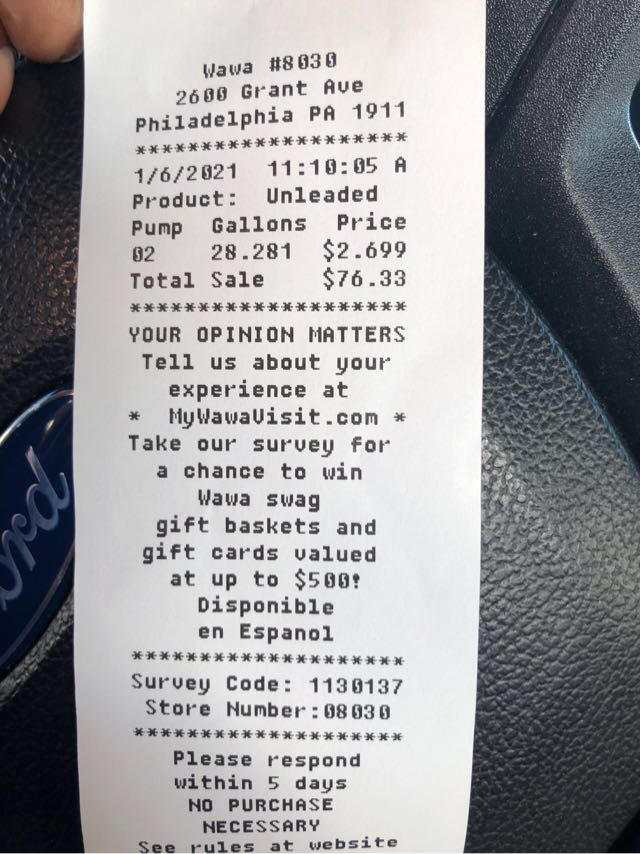 Wawa #8030
2600 Grant Ave
Philadelphia PA 1911
********************
1/6/2021 11:10:05 A
Product: Unleaded
Pump Gallons Price
02 28.281 $2.699
Total Sale $76.33
********************
YOUR OPINION MATTERS
Tell us about your
experience at
* MyWawaVisit.com *
Take our survey for
a chance to win
Wawa swag
gift baskets and
gift cards valued
at up to $500!
Disponible
en Espanol
********************
Survey Code: 1130137
Store Number:08030
********************
Please respond
within 5 days
NO PURCHASE
NECESSARY
See rules at website